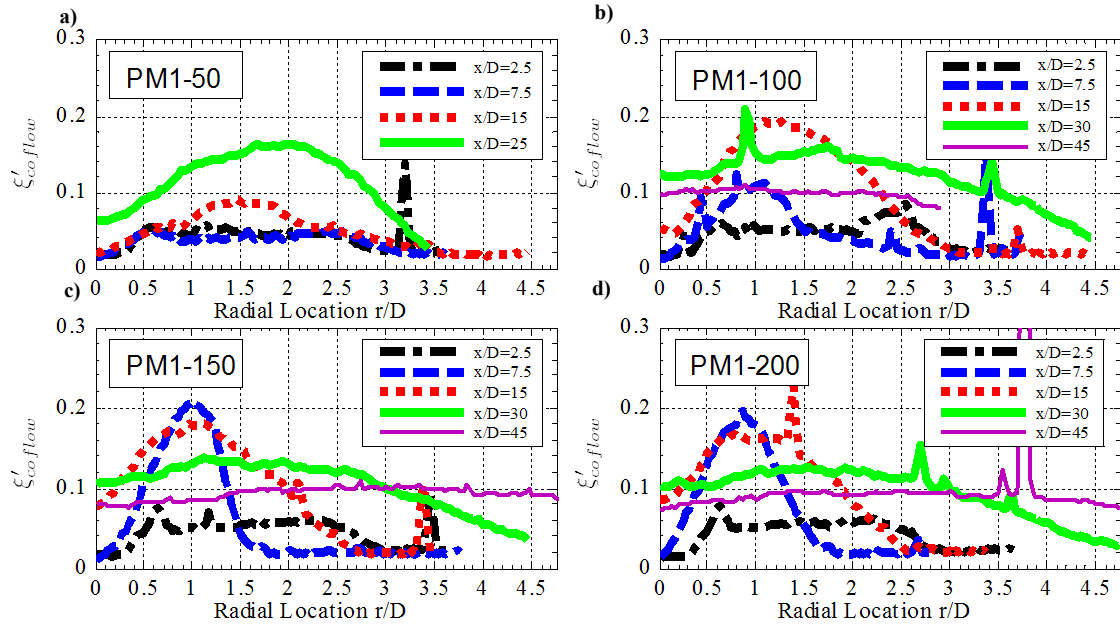 a)
0.3
0.2
0.1
0
ξ′coflow
PM1-50
x/D=2.5
x/D=7.5
x/D=15
x/D=25
0 0.5 1 1.5 2 2.5 3 3.5 4 4.5
Radial Location r/D
b)
0.3
0.2
0.1
0
ξ′coflow
PM1-100
x/D=2.5
x/D=7.5
x/D=15
x/D=30
x/D=45
0 0.5 1 1.5 2 2.5 3 3.5 4 4.5
Radial Location r/D
c)
0.3
0.2
0.1
0
ξ′coflow
PM1-150
x/D=2.5
x/D=7.5
x/D=15
x/D=30
x/D=45
0 0.5 1 1.5 2 2.5 3 3.5 4 4.5
Radial Location r/D
d)
0.3
0.2
0.1
0
ξ′coflow
PM1-200
x/D=2.5
x/D=7.5
x/D=15
x/D=30
x/D=45
0 0.5 1 1.5 2 2.5 3 3.5 4 4.5
Radial Location r/D